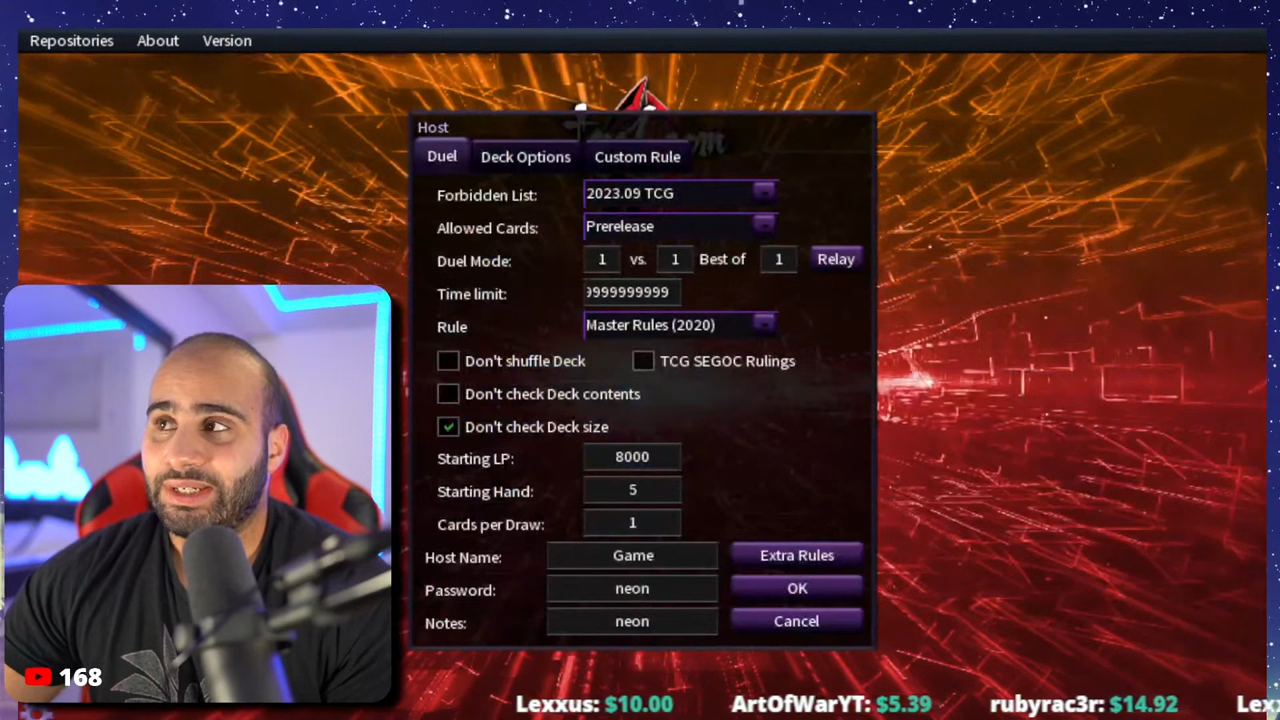 Repositories About Version
Host
Duel Deck Options Custom Rule
Forbidden List: 2023.09 TCG
Allowed Cards: Prerelease
Duel Mode: 1 vs. 1 Best of 1 Relay
Time limit: 9999999999
Rule Master Rules (2020)
Don't shuffle Deck TCG SEGOC Rulings
Don't check Deck contents
Don't check Deck size
Starting LP: 8000
Starting Hand: 5
Cards per Draw: 1
Host Name: Game Extra Rules
Password: neon OK
Notes: neon Cancel
168
Lexxus: $10.00 ArtOfWarYT: $5.39 rubyrac3r: $14.92 Lex